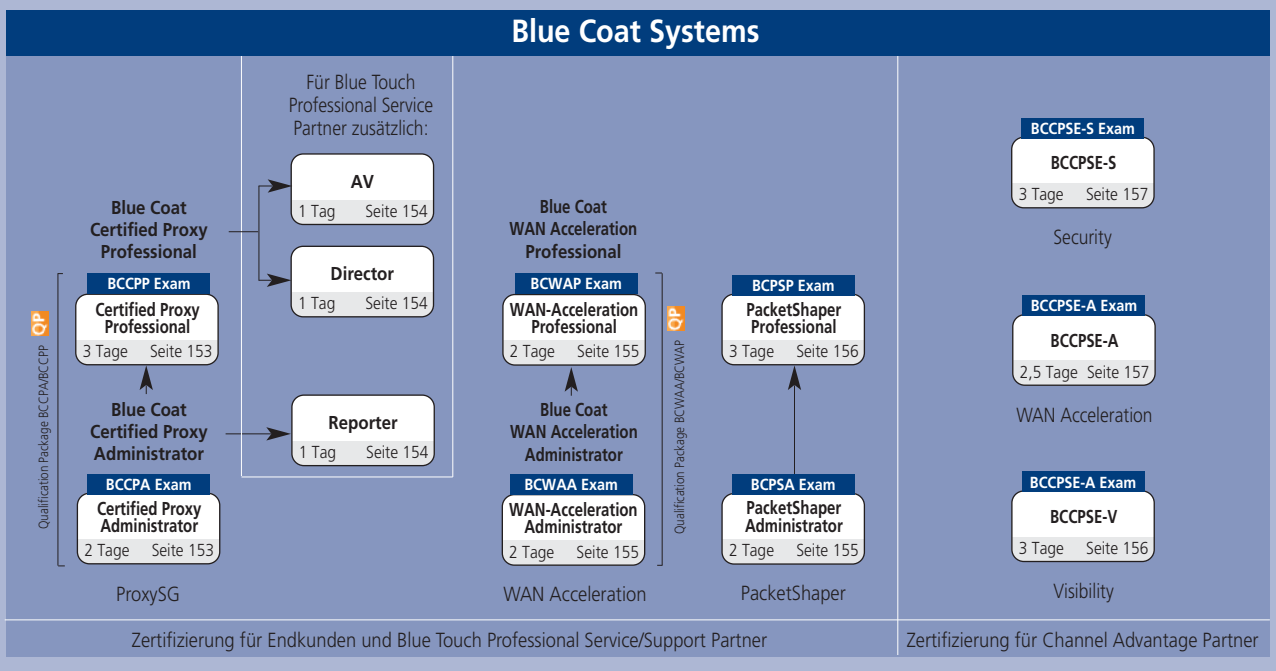 Blue Coat Systems
Für Blue Touch
Professional Service
Partner zusätzlich:
AV
1 Tag Seite 154
Director
1 Tag Seite 154
Reporter
1 Tag Seite 154
Blue Coat
Certified Proxy
Professional
BCCPP Exam
Certified Proxy
Professional
3 Tage Seite 153
Blue Coat
Certified Proxy
Administrator
BCCPA Exam
Certified Proxy
Administrator
2 Tage Seite 153
QP
Qualification Package BCCPA/BCCPP
ProxySG
Blue Coat
WAN Acceleration
Professional
BCWAP Exam
WAN-Acceleration
Professional
2 Tage Seite 155
Blue Coat
WAN Acceleration
Administrator
BCWAA Exam
WAN-Acceleration
Administrator
2 Tage Seite 155
QP
Qualification Package BCWAA/BCWAP
WAN Acceleration
BCPSP Exam
PacketShaper
Professional
3 Tage Seite 156
BCPSA Exam
PacketShaper
Administrator
2 Tage Seite 155
PacketShaper
BCCPSE-S Exam
BCCPSE-S
3 Tage Seite 157
Security
BCCPSE-A Exam
BCCPSE-A
2,5 Tage Seite 157
WAN Acceleration
BCCPSE-A Exam
BCCPSE-V
3 Tage Seite 156
Visibility
Zertifizierung für Endkunden und Blue Touch Professional Service/Support Partner
Zertifizierung für Channel Advantage Partner